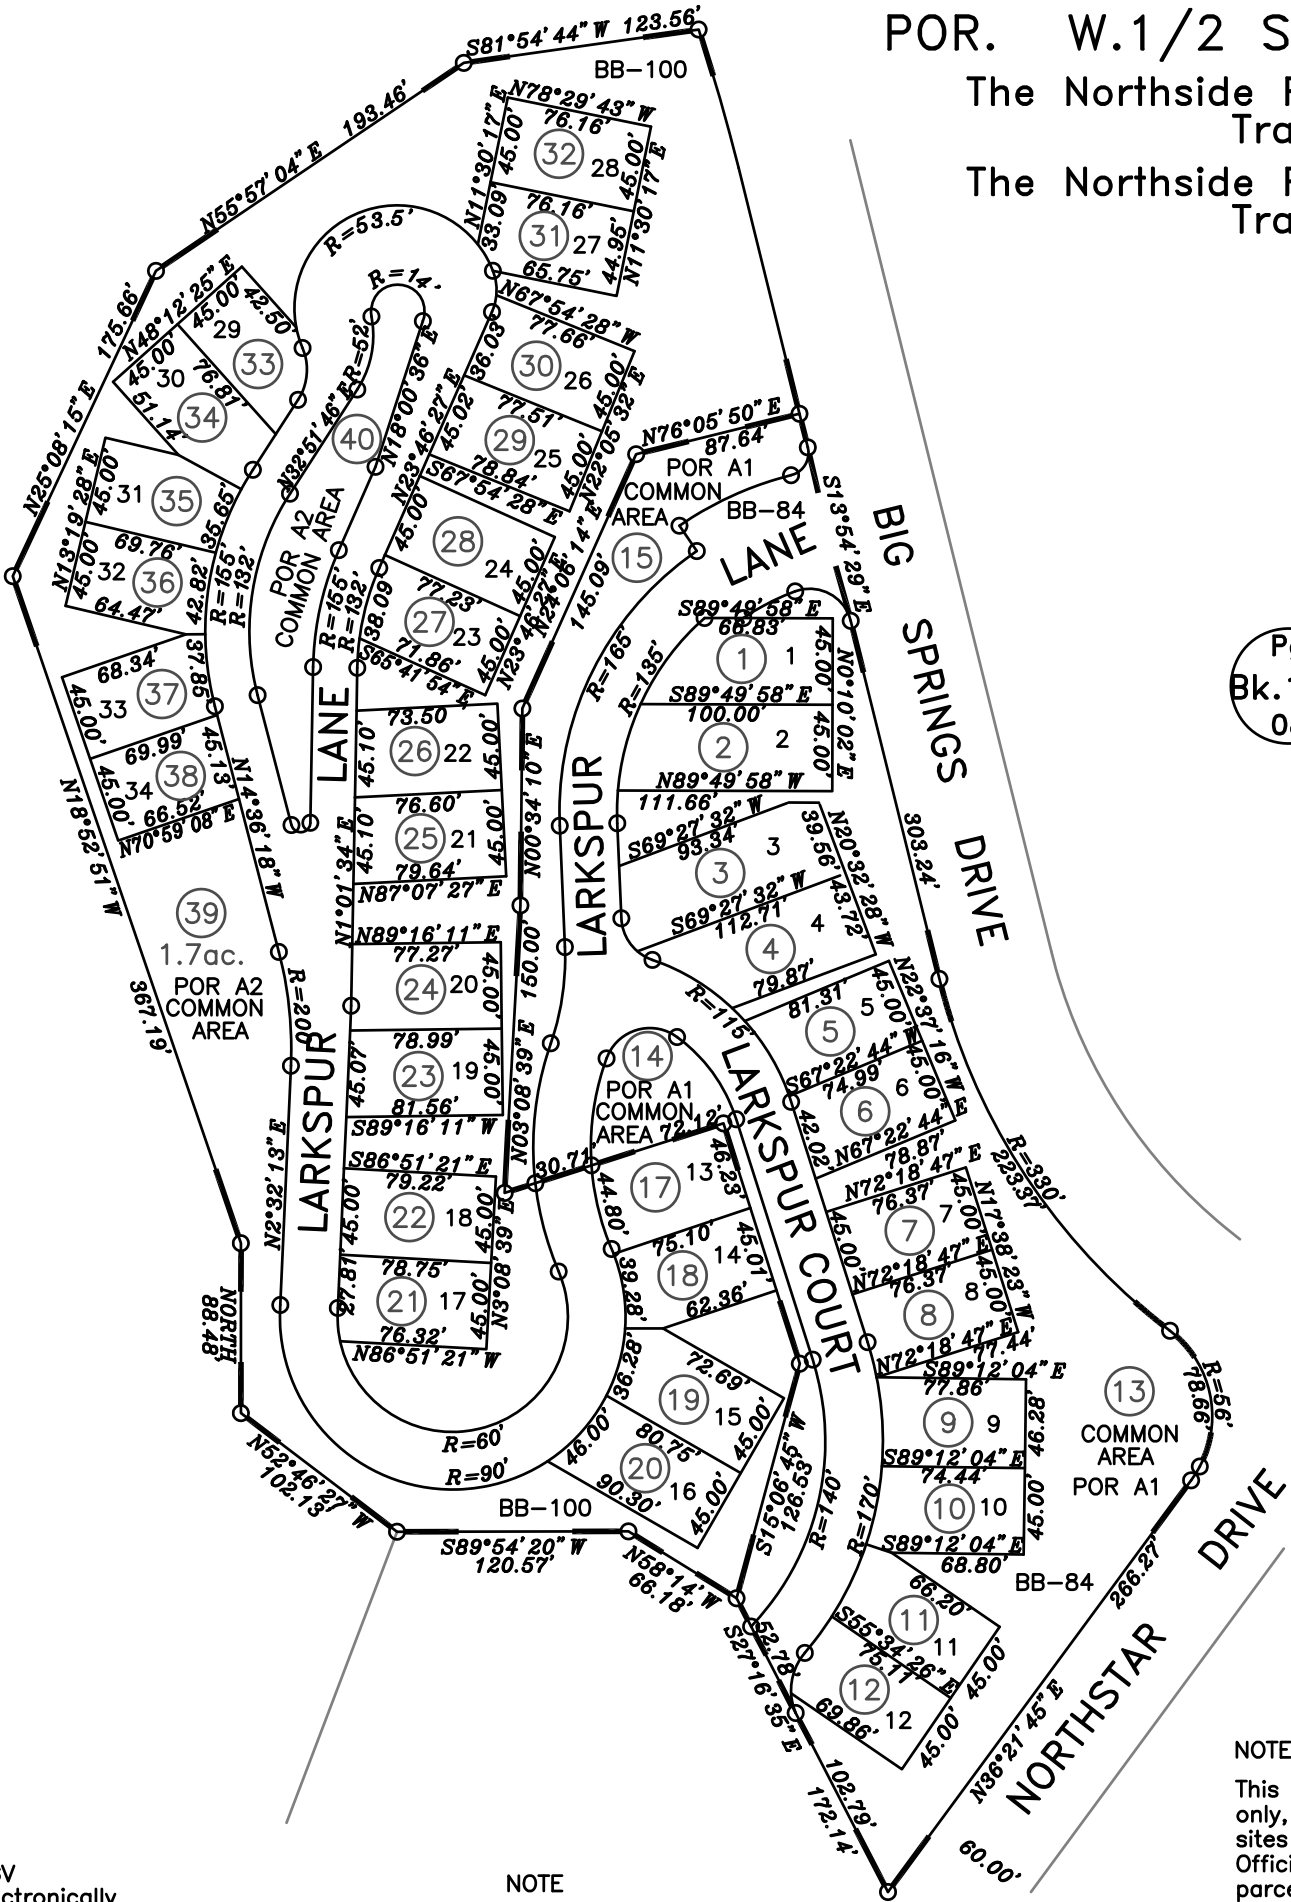 POR. W.1/2 S
The Northside
Tra
The Northside
Tra
S81°54'44"W 123.56'
BB-100
N55°57'04"E 193.46'
N78°29'43"W
76.16'
N11°30'17"E
45.00'
32
28
45.00'
N11°30'17"E
76.16'
33.09'
31
27
44.95'
65.75'
R=53.5'
R=14'
R=52'
175.66'
N25°08'15"E
N48°12'25"E
45.00'
42.50'
29
33
45.00'
30
76.81'
34
51.14'
N67°54'28"W
77.66'
36.03'
30
26
45.00'
N22°05'32"E
77.51'
45.02'
29
25
45.00'
78.84'
S67°54'28"E
N32°51'46"E
40
N18°00'36"E
N23°46'27"E
N76°05'50"E
87.64'
POR A1
COMMON
AREA
BB-84
15
N13°19'28"E
45.00'
31
35
35.65'
69.76'
45.00'
32
36
42.82'
64.47'
R=155'
R=132'
POR A2
COMMON AREA
R=155'
R=132'
45.00'
28
24
45.00'
77.23'
38.09
27
23
45.00'
71.86'
S65°41'54"E
N23°46'27"E
N24°06'14"E
145.09'
LANE
S13°54'29"E
BIG
SPRINGS
DRIVE
303.24'
R=165'
R=135'
S89°49'58"E
66.83'
1
1
45.00'
N0°10'02"E
S89°49'58"E
100.00'
2
2
45.00'
N89°49'58"W
111.66'
Bk.
68.34'
37.85'
45.00'
33
37
69.99'
45.13'
45.00'
34
38
66.52'
N70°59'08"E
N14°36'18"W
N18°52'51"W
367.19'
LANE
73.50
45.10'
26
22
45.00'
76.60'
45.10'
25
21
45.00'
79.64'
N87°07'27"E
N1°01'34"E
N00°34'10"E
150.00'
LARKSPUR
S69°27'32"W
93.34'
3
3
39.56'
N20°32'28"W
S69°27'32"W
112.71'
4
4
43.72'
79.87'
39
1.7ac.
POR A2
COMMON
AREA
R=200'
N89°16'11"E
77.27'
24
20
45.00'
78.99'
45.07'
23
19
45.00'
81.56'
S89°16'11"W
N03°08'39"E
LARKSPUR
R=115'
81.31'
5
5
45.00'
N22°37'16"W
S67°22'44"W
74.99'
6
6
45.00'
42.02'
N67°22'44"E
78.87'
14
POR A1
COMMON
AREA
72.12'
30.71'
LARKSPUR COURT
44.80'
17
13
46.23'
75.10'
39.28'
18
14
45.01'
62.36'
N72°18'47"E
76.37'
7
7
45.00'
45.00'
N17°38'23"W
N72°18'47"E
76.37'
8
8
45.00'
N72°18'47"E
77.44'
R=330'
223.37'
N2°32'13"E
S86°51'21"E
79.22'
45.00'
22
18
45.00'
78.75'
27.81'
21
17
45.00'
N3°08'39"E
76.32'
N86°51'21"W
NORTH
88.48'
36.28'
72.69'
19
15
45.00'
46.00'
80.75'
20
16
45.00'
90.30'
R=60'
R=90'
BB-100
N52°46'27"W
102.13'
S89°54'20"W
120.57'
N58°14'W
66.18'
S15°06'45"W
126.53'
R=140'
R=170'
S89°12'04"E
77.86'
9
9
46.28'
S89°12'04"E
74.44'
10
10
45.00'
S89°12'04"E
68.80'
13
COMMON
AREA
POR A1
R=56'
78.66'
BB-84
66.20'
11
11
45.00'
S55°34'26"E
75.11'
12
12
45.00'
69.86'
52.78'
S27°16'35"E
102.79'
172.14'
266.27'
N36°21'45"E
NORTHSTAR
DRIVE
60.00'
NOTE
This
only,
sites
Offici
parce
ctronically
NOTE